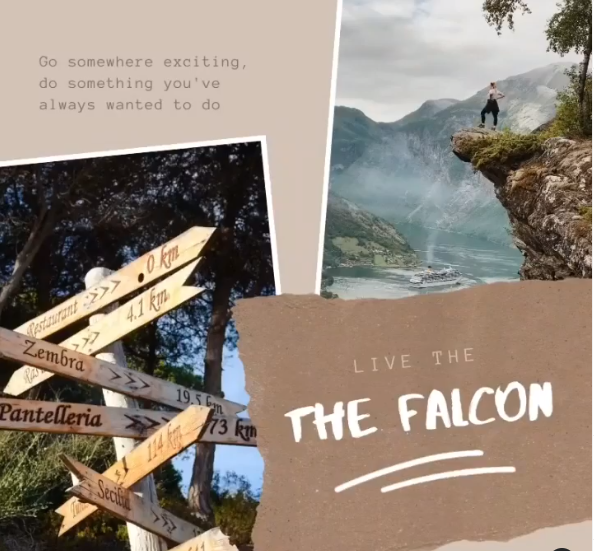 Go somewhere exciting,
do something you've
always wanted to do
Restaurant >>> 0 km
>>> 4,1 km
Zembra >>> 19.5 km
Pantelleria >>> 73 km
114 km
LIVE THE
THE FALCON